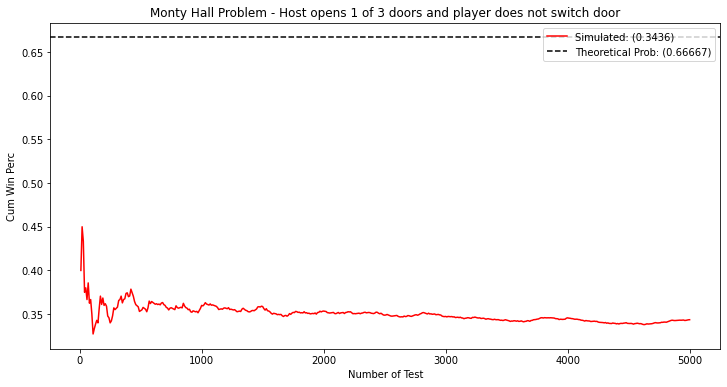 Monty Hall Problem - Host opens 1 of 3 doors and player does not switch door
Simulated: (0.3436)
Theoretical Prob: (0.66667)
Cum Win Perc
0.65
0.60
0.55
0.50
0.45
0.40
0.35
0
1000
2000
3000
4000
5000
Number of Test